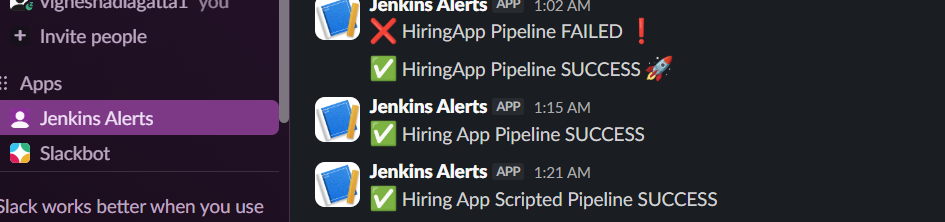 vigneshadiagatta1 you
+ Invite people
Apps
Jenkins Alerts
Slackbot
Slack works better when you use
Jenkins Alerts APP 1:02 AM
❌ HiringApp Pipeline FAILED ❗
✅ HiringApp Pipeline SUCCESS 🚀
Jenkins Alerts APP 1:15 AM
✅ Hiring App Pipeline SUCCESS
Jenkins Alerts APP 1:21 AM
✅ Hiring App Scripted Pipeline SUCCESS